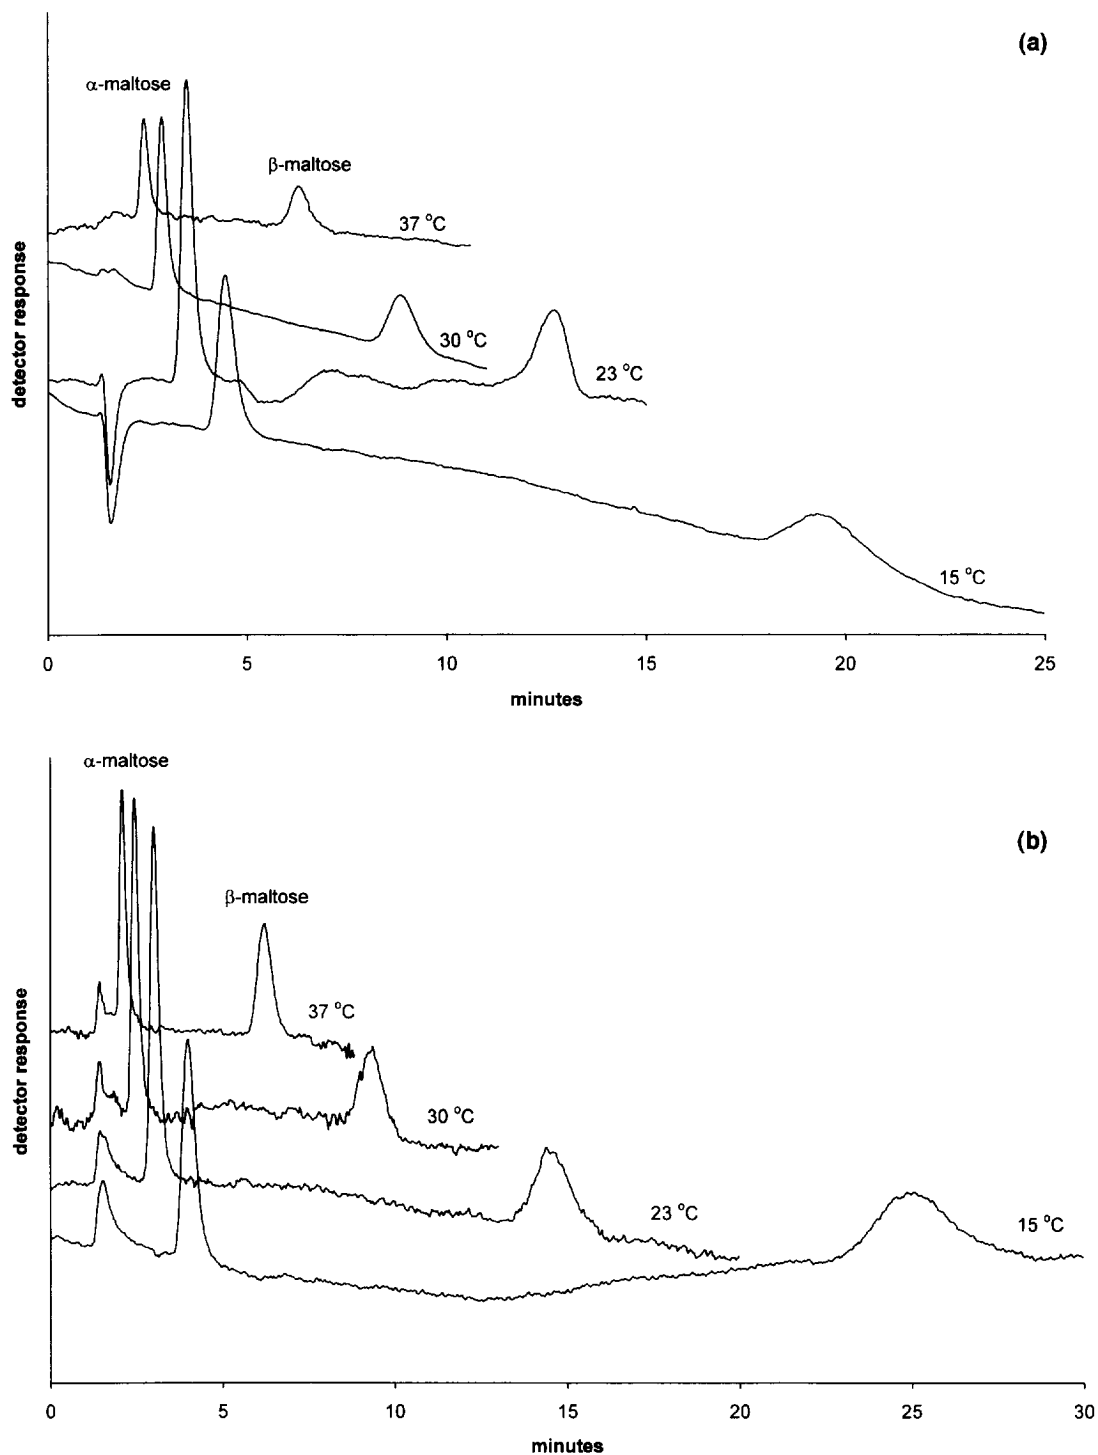 (a)
α-maltose
β-maltose
37 °C
30 °C
23 °C
15 °C
detector response
0 5 10 15 20 25
minutes
α-maltose
(b)
β-maltose
37 °C
30 °C
23 °C
15 °C
detector response
0 5 10 15 20 25 30
minutes